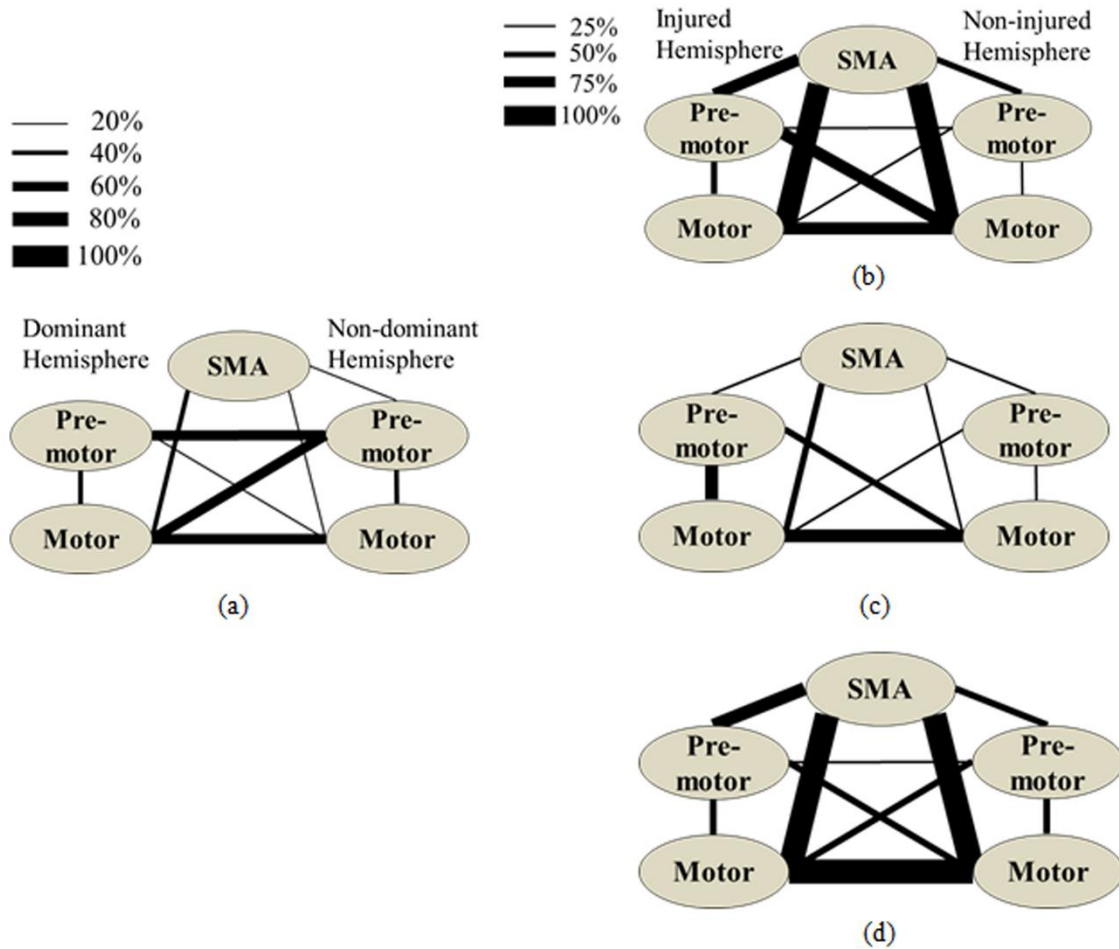 20%
40%
60%
80%
100%
Dominant
Hemisphere
Non-dominant
Hemisphere
SMA
Pre-
motor
Pre-
motor
Motor
Motor
(a)
25%
50%
75%
100%
Injured
Hemisphere
Non-injured
Hemisphere
SMA
Pre-
motor
Pre-
motor
Motor
Motor
(b)
SMA
Pre-
motor
Pre-
motor
Motor
Motor
(c)
SMA
Pre-
motor
Pre-
motor
Motor
Motor
(d)